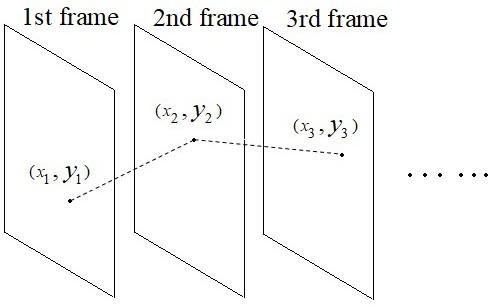 1st frame
2nd frame
3rd frame
(x₂, y₂)
(x₃, y₃)
(x₁, y₁)
... ...